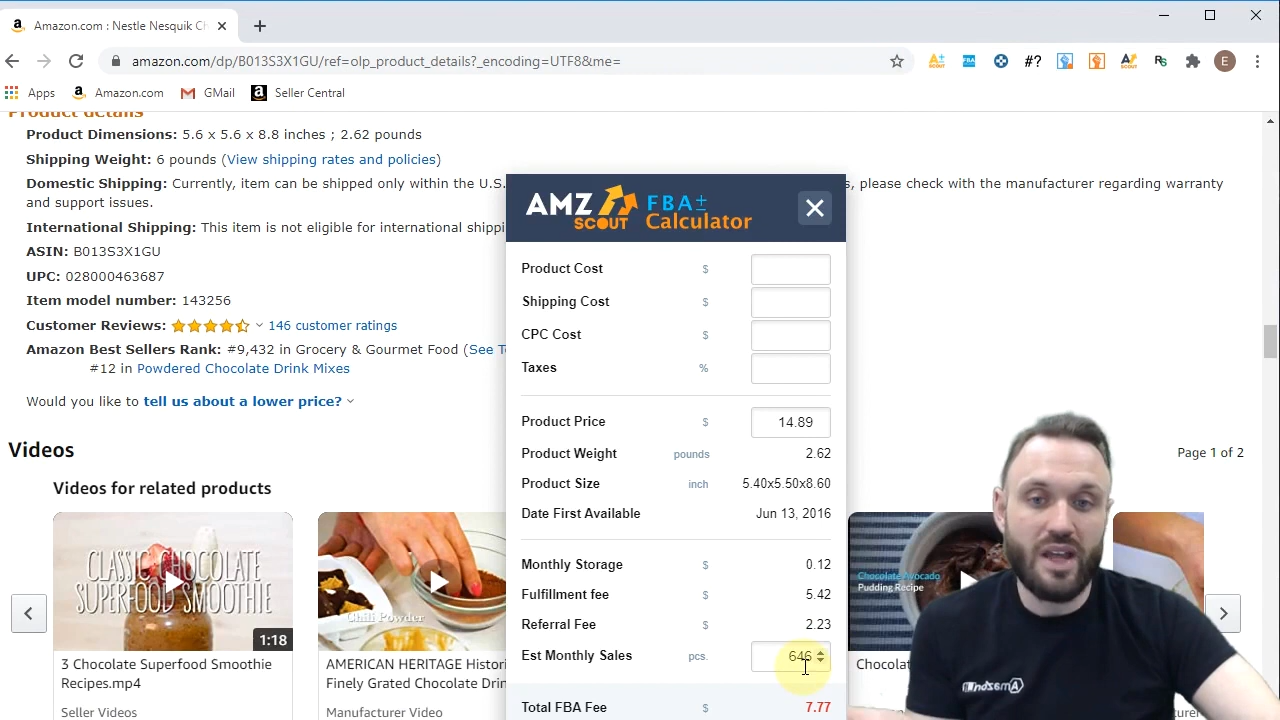 Amazon.com : Nestle Nesquik Ch
amazon.com/dp/B013S3X1GU/ref=olp_product_details?_encoding=UTF8&me=
Apps
Amazon.com
GMail
Seller Central
Product details
Product Dimensions: 5.6 x 5.6 x 8.8 inches ; 2.62 pounds
Shipping Weight: 6 pounds (View shipping rates and policies)
Domestic Shipping: Currently, item can be shipped only within the U.S.
s, please check with the manufacturer regarding warranty
and support issues.
International Shipping: This item is not eligible for international shippi
ASIN: B013S3X1GU
UPC: 028000463687
Item model number: 143256
Customer Reviews: 146 customer ratings
Amazon Best Sellers Rank: #9,432 in Grocery & Gourmet Food (See T
#12 in Powdered Chocolate Drink Mixes
Would you like to tell us about a lower price?
Videos
Page 1 of 2
Videos for related products
CLASSIC CHOCOLATE
SUPERFOOD SMOOTHIE
1:18
3 Chocolate Superfood Smoothie
Recipes.mp4
Seller Videos
Chili Powder
AMERICAN HERITAGE Histori
Finely Grated Chocolate Drin
Manufacturer Video
Chocolate Avocado
Pudding Recipe
Chocolat
AMZ SCOUT FBA± Calculator
Product Cost $
Shipping Cost $
CPC Cost $
Taxes %
Product Price $ 14.89
Product Weight pounds 2.62
Product Size inch 5.40x5.50x8.60
Date First Available Jun 13, 2016
Monthly Storage $ 0.12
Fulfillment fee $ 5.42
Referral Fee $ 2.23
Est Monthly Sales pcs. 646
Total FBA Fee $ 7.77